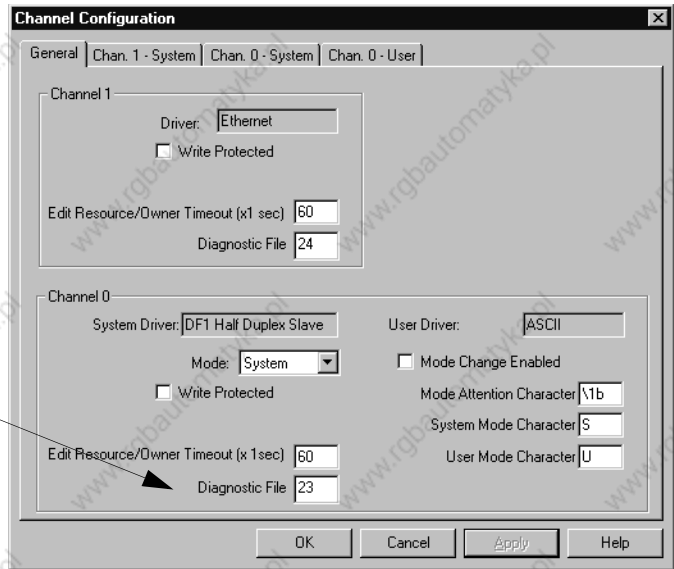 Channel Configuration
General
Chan. 1 - System
Chan. 0 - System
Chan. 0 - User
Channel 1
Driver: Ethernet
Write Protected
Edit Resource/Owner Timeout (x1 sec) 60
Diagnostic File 24
Channel 0
System Driver: DF1 Half Duplex Slave
User Driver: ASCII
Mode: System
Mode Change Enabled
Write Protected
Mode Attention Character \1b
System Mode Character S
Edit Resource/Owner Timeout (x 1sec) 60
User Mode Character U
Diagnostic File 23
OK
Cancel
Apply
Help
www.rgbautomatyka.pl